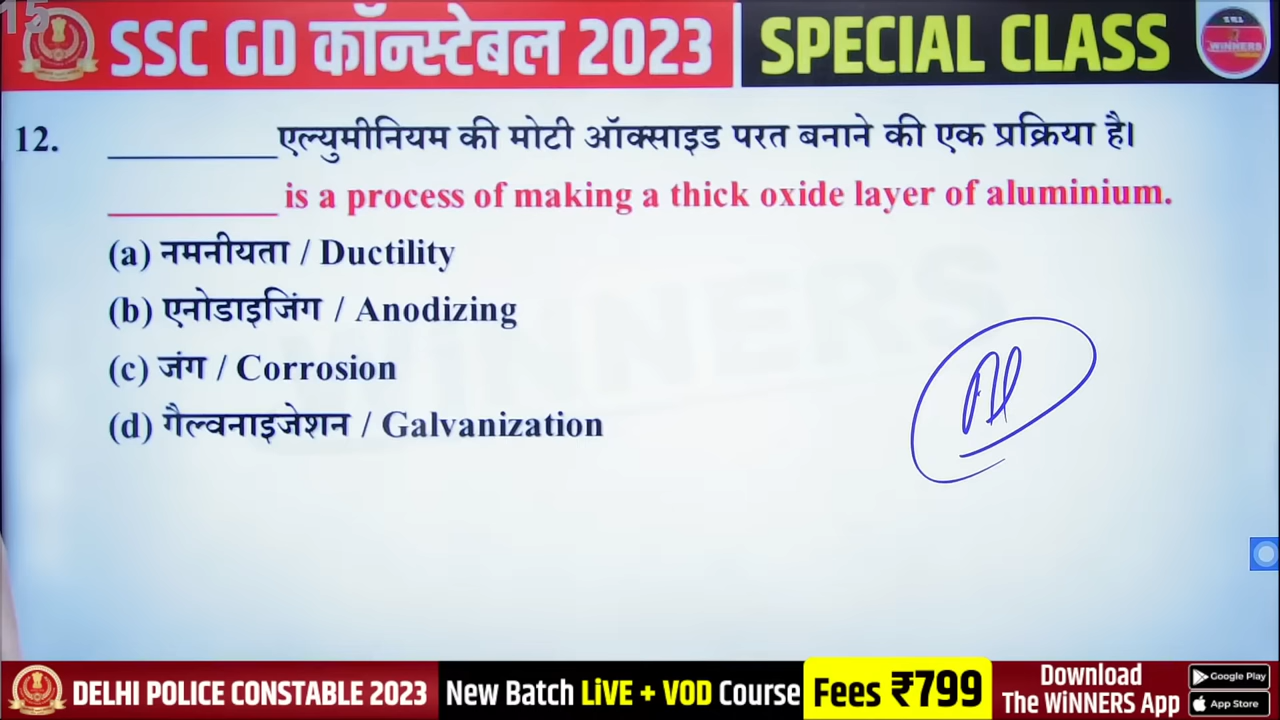 15
SSC GD कॉन्स्टेबल 2023 SPECIAL CLASS
WINNERS
12. __________ एल्युमीनियम की मोटी ऑक्साइड परत बनाने की एक प्रक्रिया है।
__________ is a process of making a thick oxide layer of aluminium.
(a) नमनीयता / Ductility
(b) एनोडाइजिंग / Anodizing
(c) जंग / Corrosion
(d) गैल्वनाइजेशन / Galvanization
Al
WiNNERS
DELHI POLICE CONSTABLE 2023 New Batch LiVE + VOD Course Fees ₹799 Download The WiNNERS App
Google Play
App Store